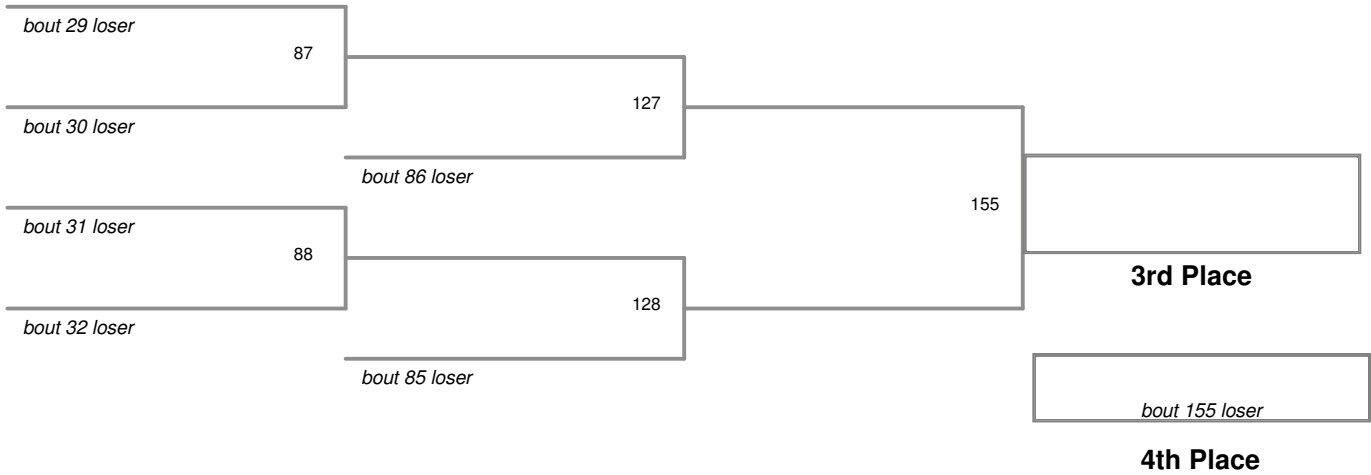 bout 29 loser
87
bout 30 loser
127
bout 86 loser
bout 31 loser
88
bout 32 loser
128
bout 85 loser
155
3rd Place
bout 155 loser
4th Place